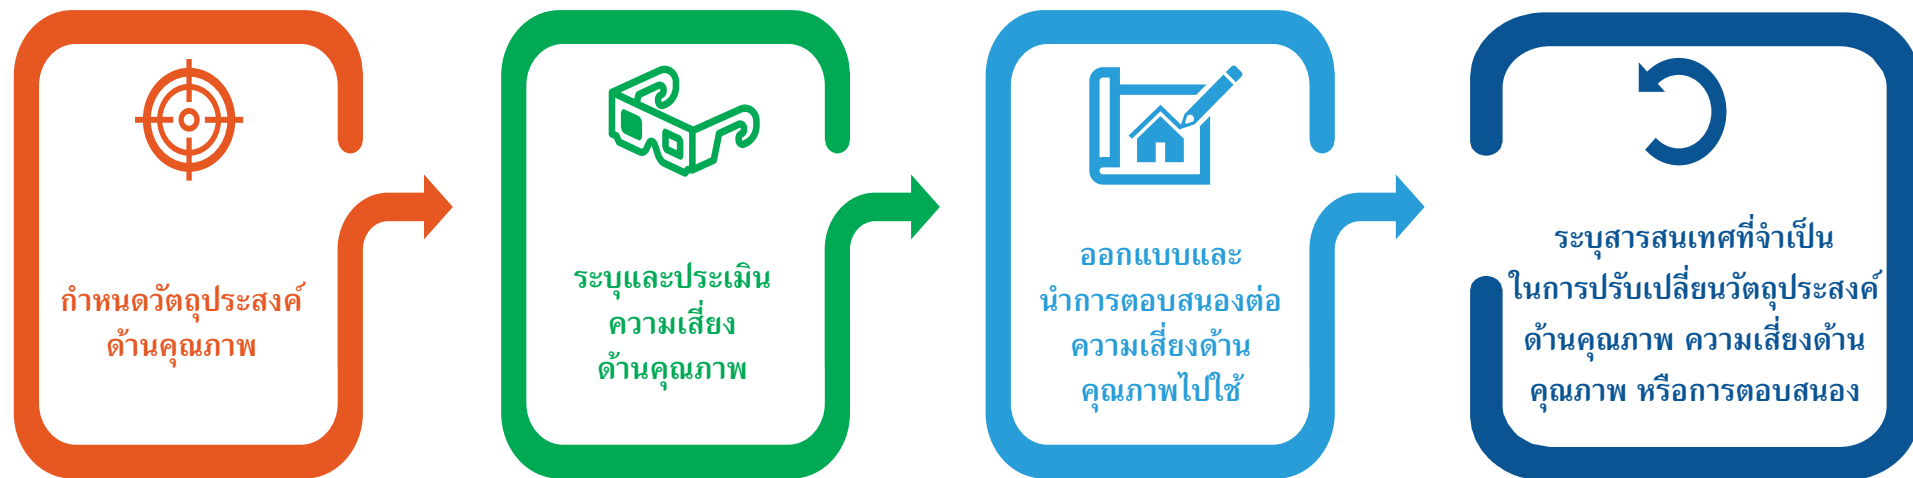 กำหนดวัตถุประสงค์
ด้านคุณภาพ
ระบุและประเมิน
ความเสี่ยง
ด้านคุณภาพ
ออกแบบและ
นำการตอบสนองต่อ
ความเสี่ยงด้าน
คุณภาพไปใช้
ระบุสารสนเทศที่จำเป็น
ในการปรับเปลี่ยนวัตถุประสงค์
ด้านคุณภาพ ความเสี่ยงด้าน
คุณภาพ หรือการตอบสนอง